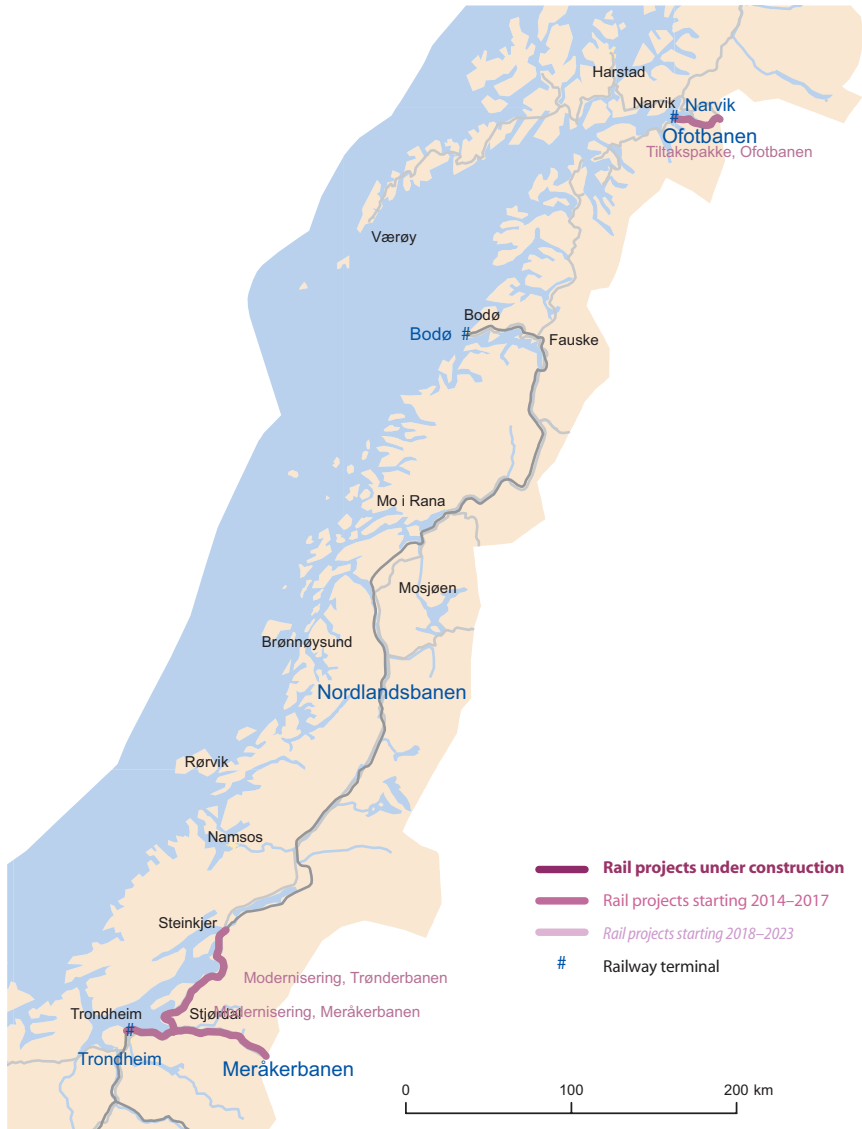 Harstad
Narvik
# Narvik
Ofotbanen
Tiltakspakke, Ofotbanen
Værøy
Bodø
Bodø #
Fauske
Mo i Rana
Mosjøen
Brønnøysund
Nordlandsbanen
Rørvik
Namsos
Steinkjer
Modernisering, Trønderbanen
Trondheim
Stjørdal
Modernisering, Meråkerbanen
#
Trondheim
Meråkerbanen
Rail projects under construction
Rail projects starting 2014–2017
Rail projects starting 2018–2023
# Railway terminal
0 100 200 km